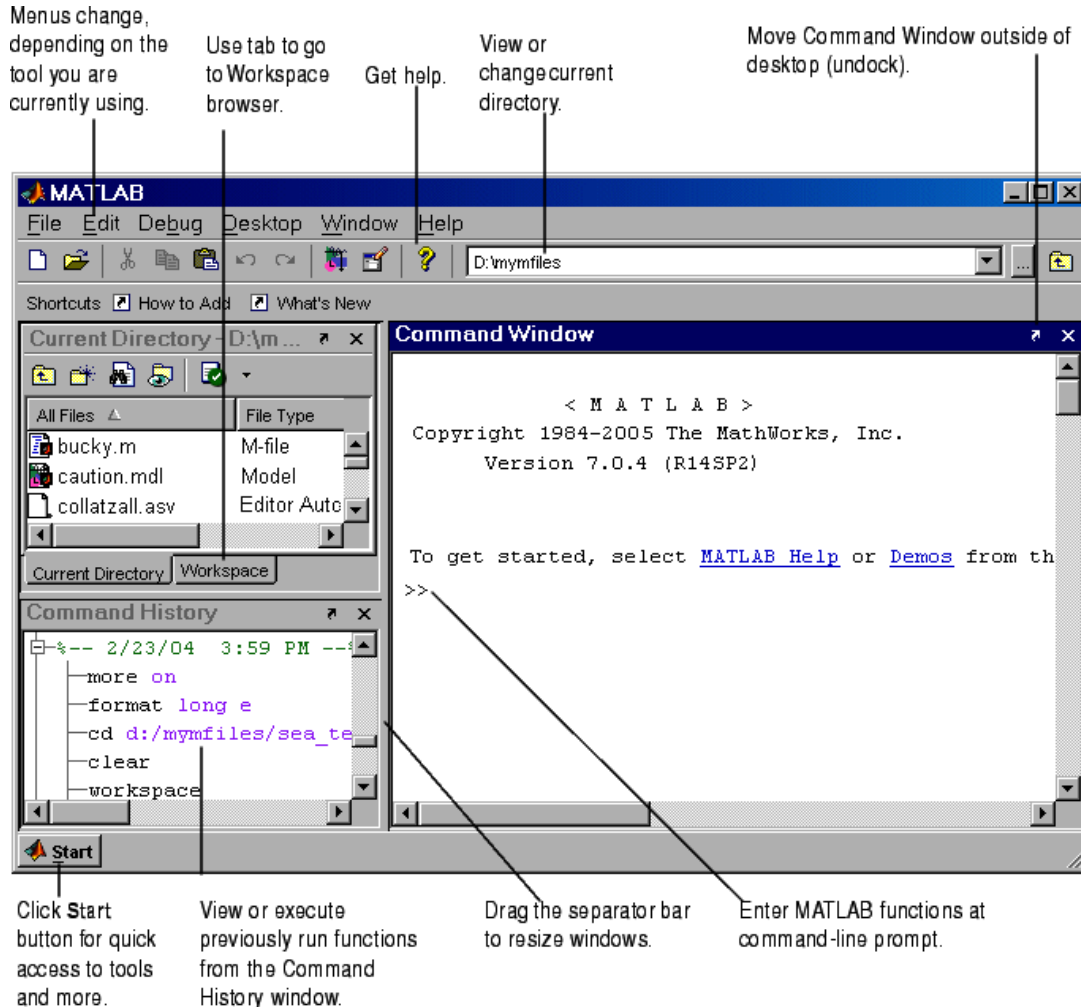 Menus change,
depending on the
tool you are
currently using.
Use tab to go
to Workspace
browser.
Get help.
View or
change current
directory.
Move Command Window outside of
desktop (undock).
MATLAB
File Edit Debug Desktop Window Help
D:\mymfiles
...
Shortcuts How to Add What's New
Current Directory - D:\m...
All Files File Type
bucky.m M-file
caution.mdl Model
collatzall.asv Editor Autc
Current Directory Workspace
Command History
%-- 2/23/04 3:59 PM --%
more on
format long e
cd d:/mymfiles/sea_te
clear
workspace
Command Window
< M A T L A B >
Copyright 1984-2005 The MathWorks, Inc.
Version 7.0.4 (R14SP2)
To get started, select MATLAB Help or Demos from th
>>
Start
Click Start
button for quick
access to tools
and more.
View or execute
previously run functions
from the Command
History window.
Drag the separator bar
to resize windows.
Enter MATLAB functions at
command-line prompt.